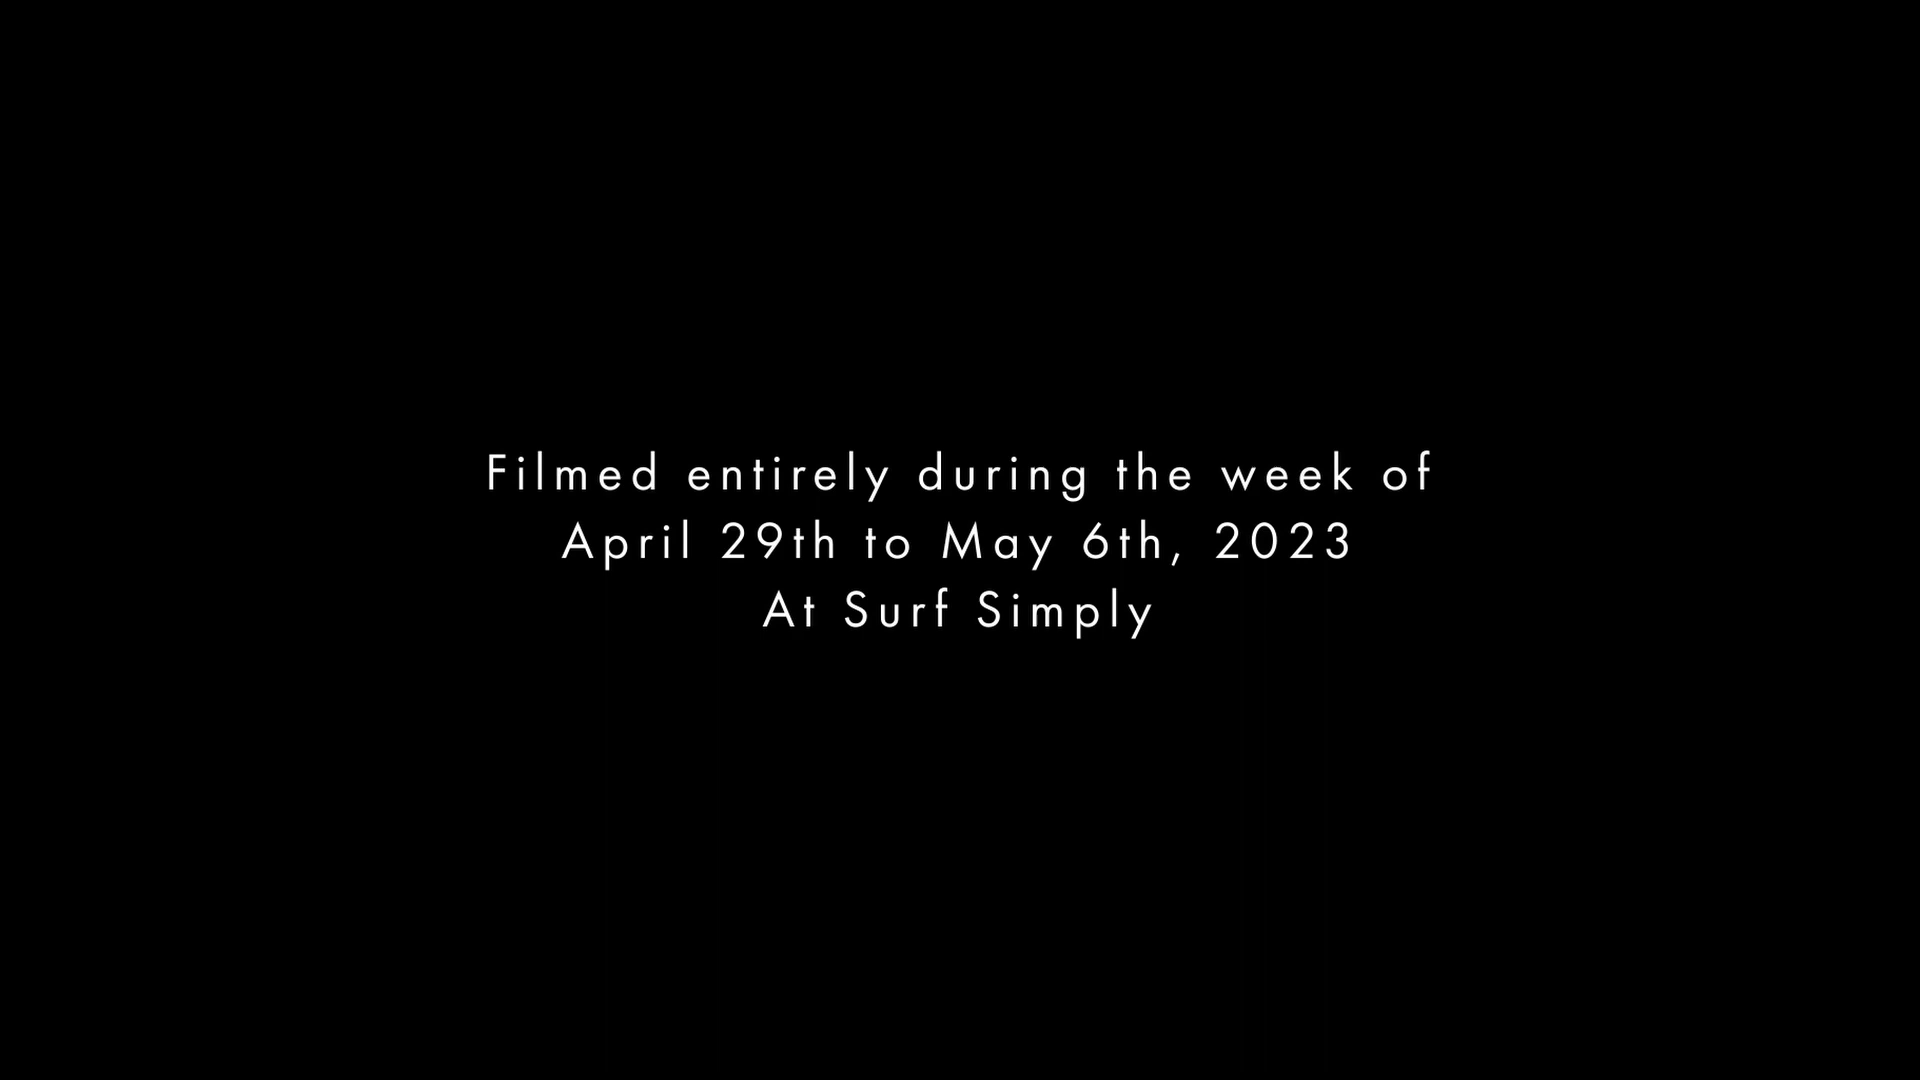 Filmed entirely during the week of
April 29th to May 6th, 2023
At Surf Simply